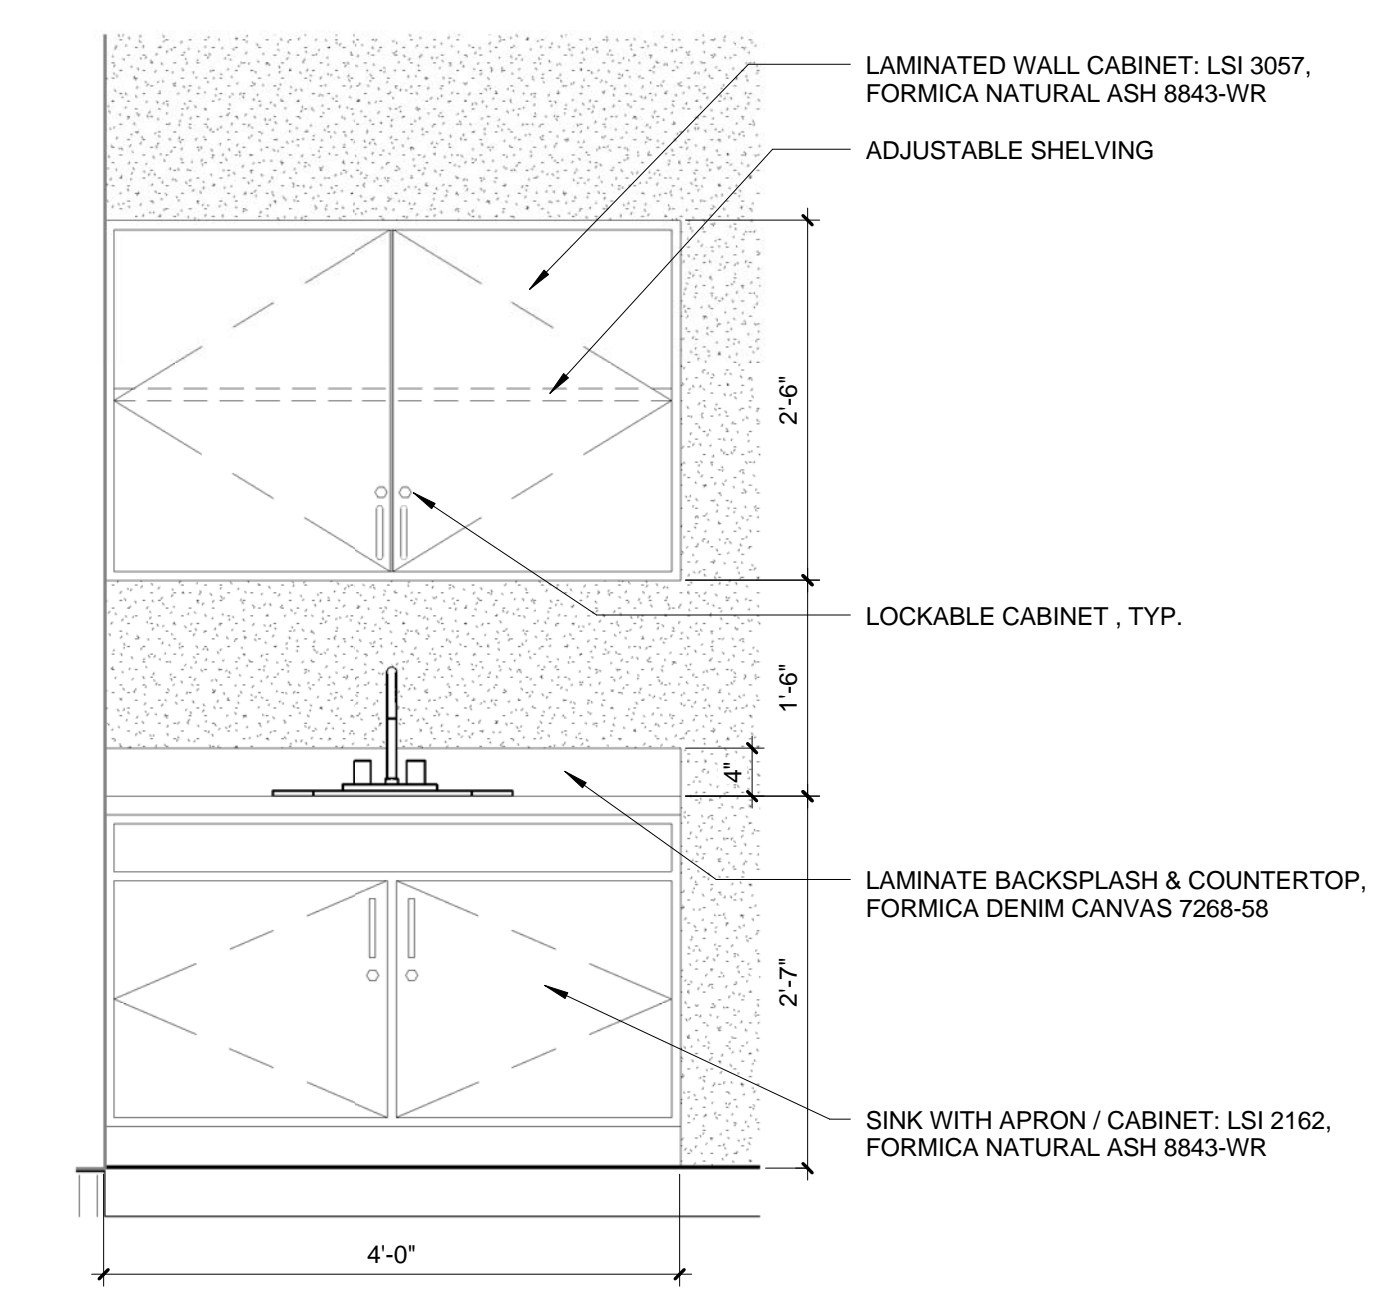 LAMINATED WALL CABINET: LSI 3057,
FORMICA NATURAL ASH 8843-WR
ADJUSTABLE SHELVING
2'-6"
LOCKABLE CABINET , TYP.
1'-6"
4"
LAMINATE BACKSPLASH & COUNTERTOP,
FORMICA DENIM CANVAS 7268-58
2'-7"
SINK WITH APRON / CABINET: LSI 2162,
FORMICA NATURAL ASH 8843-WR
4'-0"